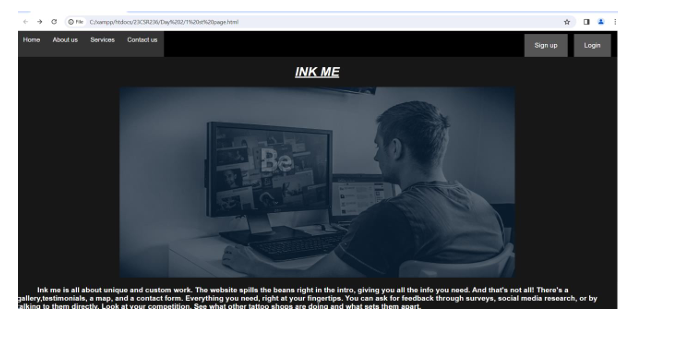 File C:/xampp/htdocs/23CSR236/Day%202/1%20st%20page.html
Home About us Services Contact us Sign up Login
INK ME
Be
Ink me is all about unique and custom work. The website spills the beans right in the intro, giving you all the info you need. And that's not all! There's a
gallery,testimonials, a map, and a contact form. Everything you need, right at your fingertips. You can ask for feedback through surveys, social media research, or by
talking to them directly. Look at your competition. See what other tattoo shops are doing and what sets them apart.